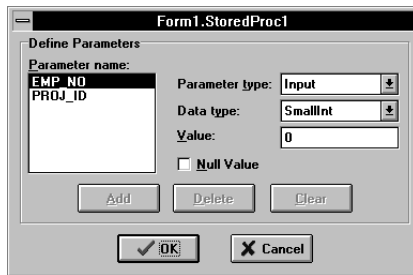 Form1.StoredProc1
Define Parameters
Parameter name:
EMP_NO
PROJ_ID
Parameter type: Input
Data type: SmallInt
Value: 0
Null Value
Add Delete Clear
OK Cancel